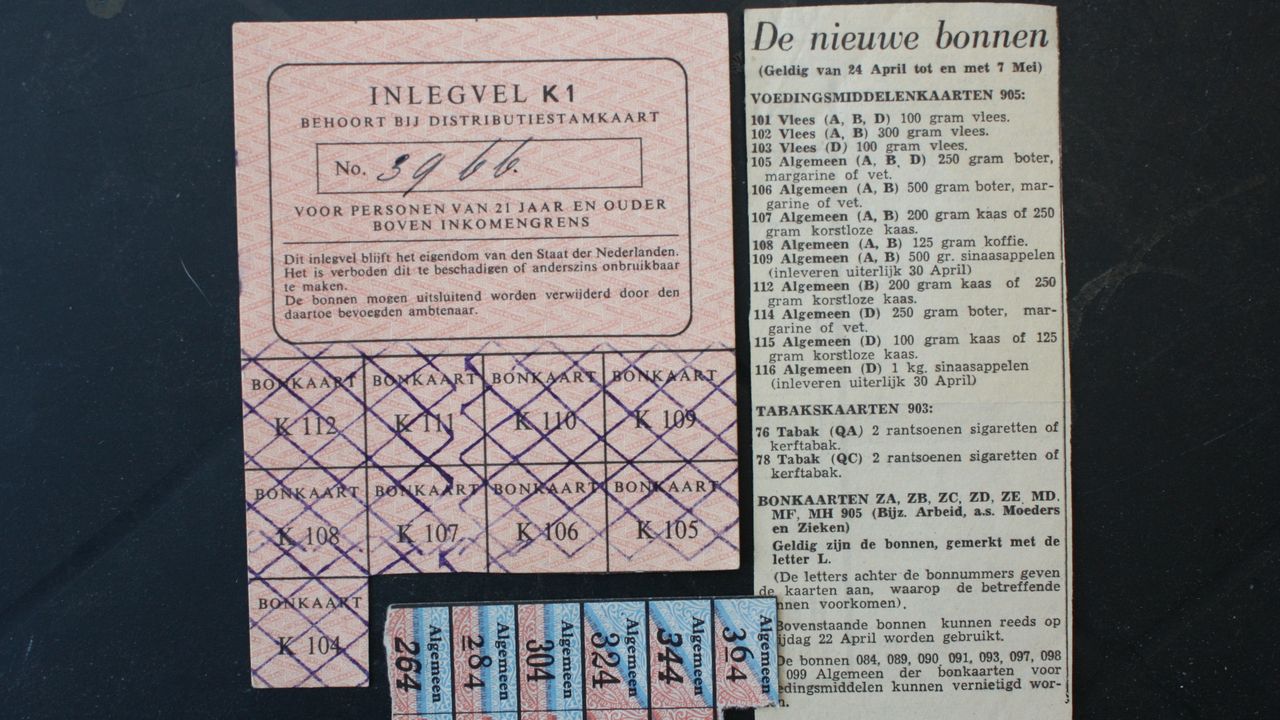 INLEGVEL K1
BEHOORT BIJ DISTRIBUTIESTAMKAART
No. 3966.
VOOR PERSONEN VAN 21 JAAR EN OUDER
BOVEN INKOMENGRENS
Dit inlegvel blijft het eigendom van den Staat der Nederlanden.
Het is verboden dit te beschadigen of anderszins onbruikbaar
te maken.
De bonnen mogen uitsluitend worden verwijderd door den
daartoe bevoegden ambtenaar.
BONKAART BONKAART BONKAART BONKAART
K 112 K 111 K 110 K 109
BONKAART BONKAART BONKAART BONKAART
K 108 K 107 K 106 K 105
BONKAART
K 104
Algemeen
264
Algemeen
284
Algemeen
304
Algemeen
324
Algemeen
344
Algemeen
364
De nieuwe bonnen
(Geldig van 24 April tot en met 7 Mei)
VOEDINGSMIDDELENKAARTEN 905:
101 Vlees (A, B, D) 100 gram vlees.
102 Vlees (A, B) 300 gram vlees.
103 Vlees (D) 100 gram vlees.
105 Algemeen (A, B, D) 250 gram boter,
margarine of vet.
106 Algemeen (A, B) 500 gram boter, mar-
garine of vet.
107 Algemeen (A, B) 200 gram kaas of 250
gram korstloze kaas.
108 Algemeen (A, B) 125 gram koffie.
109 Algemeen (A, B) 500 gr. sinaasappelen
(inleveren uiterlijk 30 April)
112 Algemeen (B) 200 gram kaas of 250
gram korstloze kaas.
114 Algemeen (D) 250 gram boter, mar-
garine of vet.
115 Algemeen (D) 100 gram kaas of 125
gram korstloze kaas.
116 Algemeen (D) 1 kg. sinaasappelen
(inleveren uiterlijk 30 April)
TABAKSKAARTEN 903:
76 Tabak (QA) 2 rantsoenen sigaretten of
kerftabak.
78 Tabak (QC) 2 rantsoenen sigaretten of
kerftabak.
BONKAARTEN ZA, ZB, ZC, ZD, ZE MD.
MF, MH 905 (Bijz. Arbeid, a.s. Moeders
en Zieken)
Geldig zijn de bonnen, gemerkt met de
letter L.
(De letters achter de bonnummers geven
de kaarten aan, waarop de betreffende
nnen voorkomen).
Bovenstaande bonnen kunnen reeds op
ijdag 22 April worden gebruikt.
De bonnen 084, 089, 090, 091, 093, 097, 098
099 Algemeen der bonkaarten voor
edingsmiddelen kunnen vernietigd wor-
n.